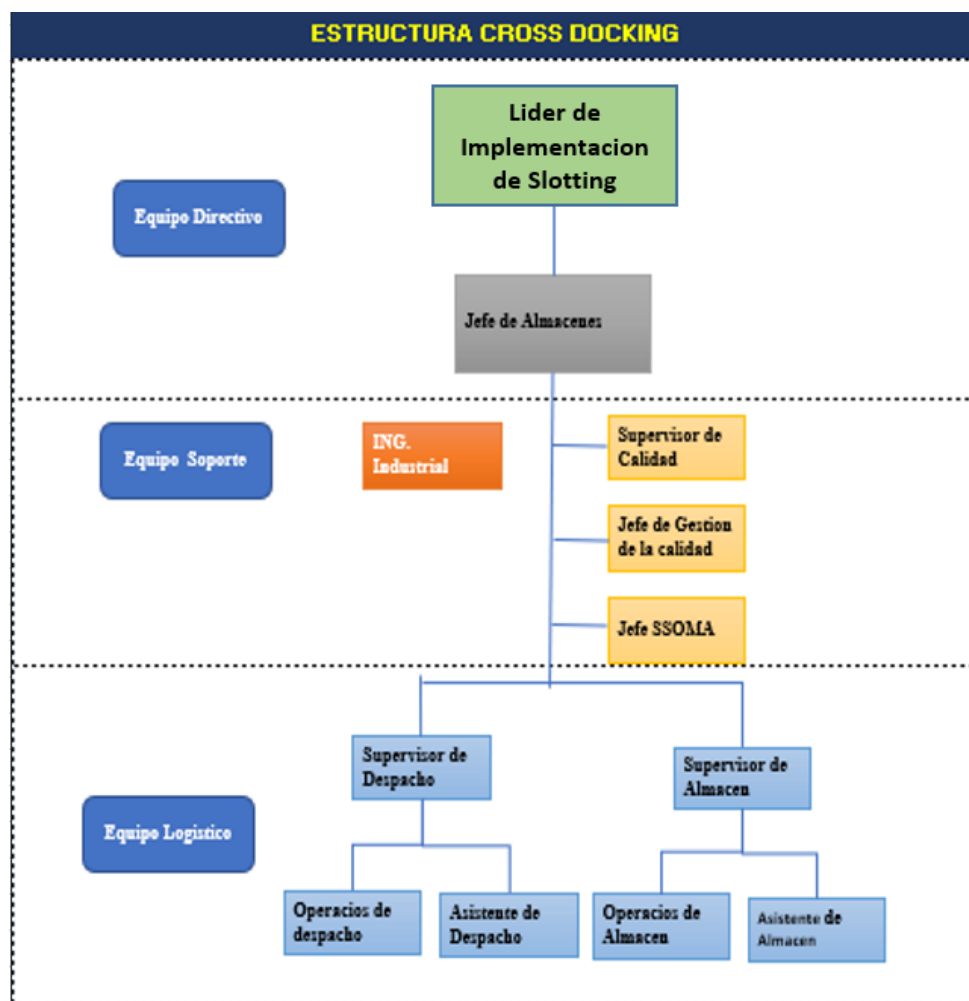 ESTRUCTURA CROSS DOCKING
Lider de
Implementacion
de Slotting
Equipo Directivo
Jefe de Almacenes
Equipo Soporte
ING.
Industrial
Supervisor de
Calidad
Jefe de Gestion
de la calidad
Jefe SSOMA
Supervisor de
Despacho
Supervisor de
Almacen
Equipo Logistico
Operacios de
despacho
Asistente de
Despacho
Operacios de
Almacen
Asistente de
Almacen